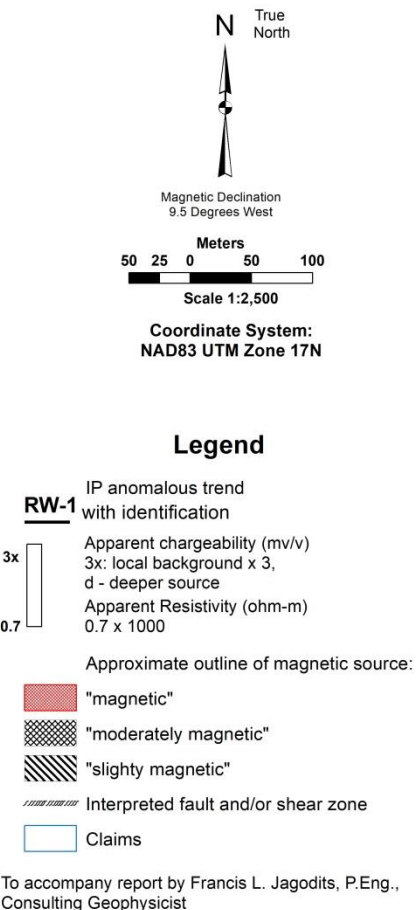 N
True
North
Magnetic Declination
9.5 Degrees West
Meters
50 25 0 50 100
Scale 1:2,500
Coordinate System:
NAD83 UTM Zone 17N
Legend
RW-1
IP anomalous trend
with identification
3x
0.7
Apparent chargeability (mv/v)
3x: local background x 3,
d - deeper source
Apparent Resistivity (ohm-m)
0.7 x 1000
Approximate outline of magnetic source:
"magnetic"
"moderately magnetic"
"slighty magnetic"
Interpreted fault and/or shear zone
Claims
To accompany report by Francis L. Jagodits, P.Eng.,
Consulting Geophysicist